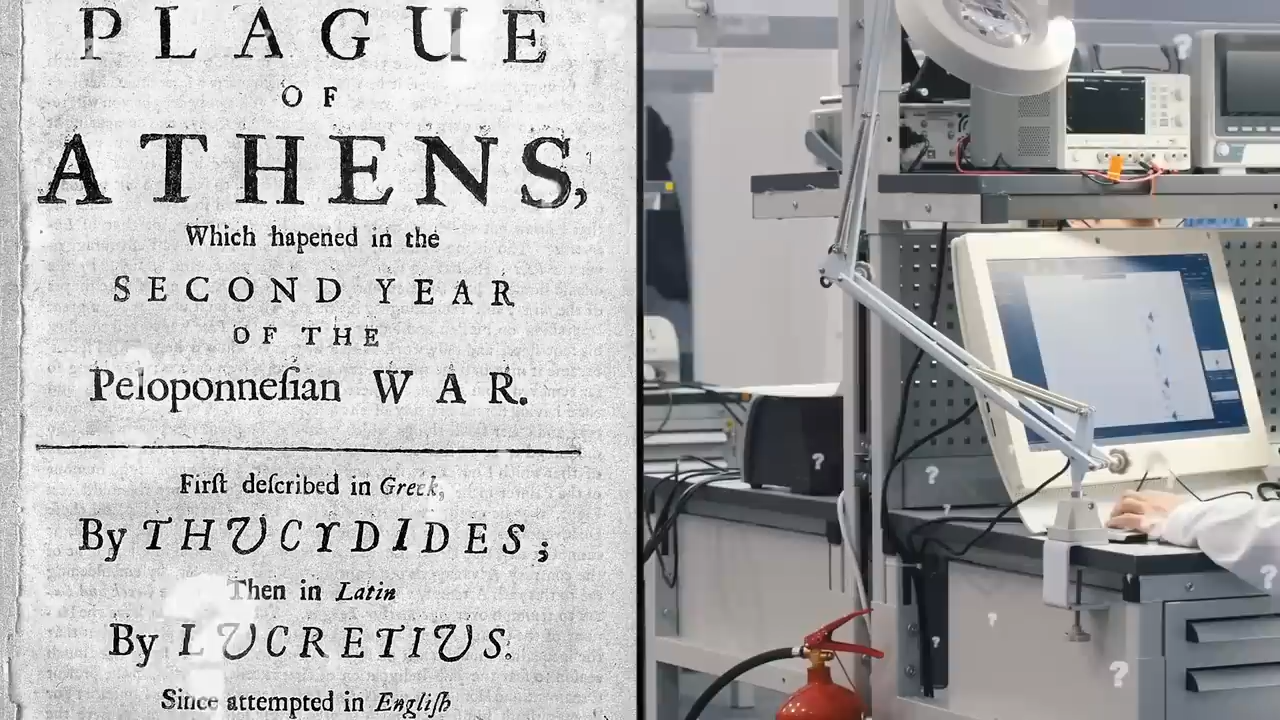 PLAGUE
OF
ATHENS,
Which hapened in the
SECOND YEAR
OF THE
Peloponneſian WAR.
Firſt deſcribed in Greek,
By THUCYDIDES;
Then in Latin
By LUCRETIUS.
Since attempted in Engliſh